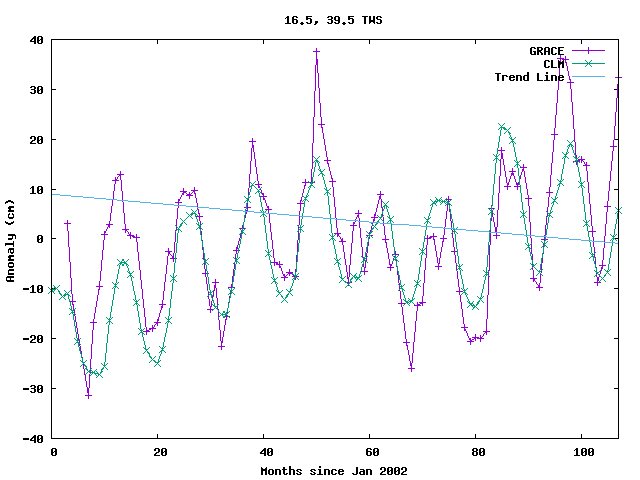 16.5, 39.5 TWS
GRACE
CLM
Trend Line
Anomaly (cm)
40
30
20
10
0
-10
-20
-30
-40
0 20 40 60 80 100
Months since Jan 2002